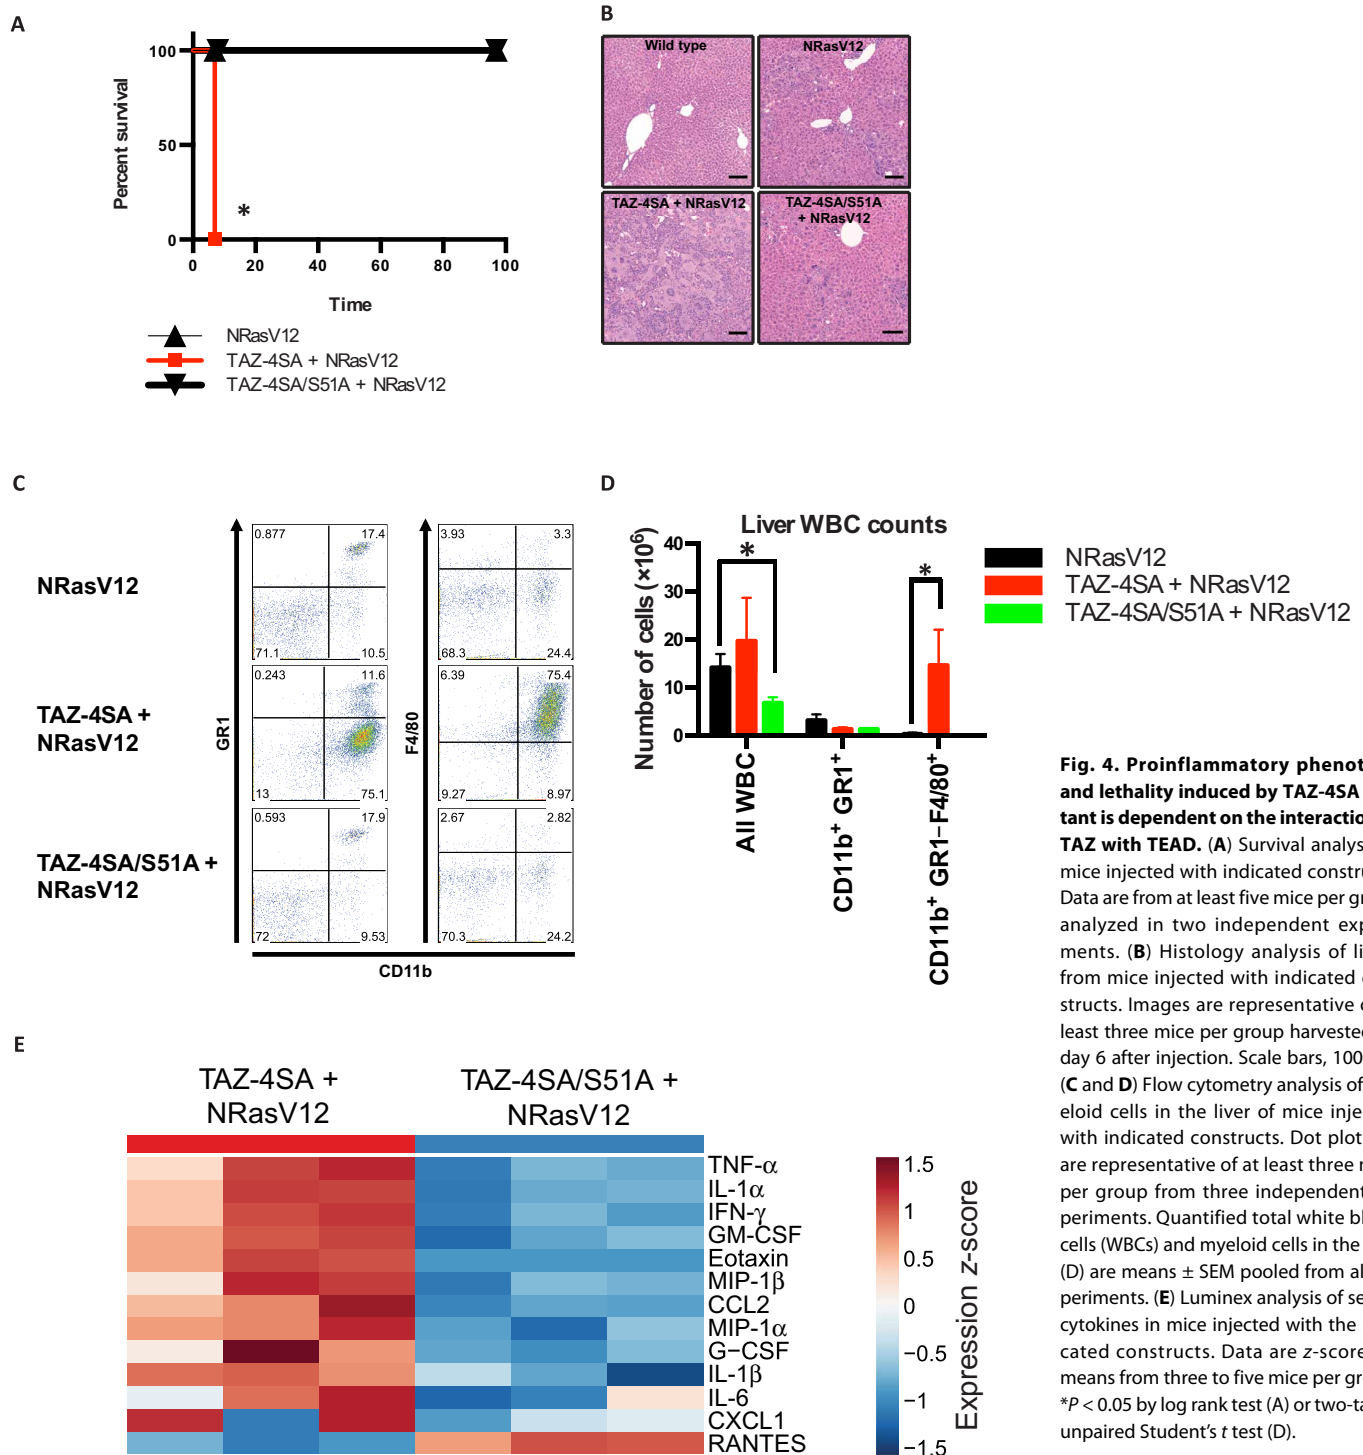 A
Percent survival
100
50
0
0 20 40 60 80 100
Time
NRasV12
TAZ-4SA + NRasV12
TAZ-4SA/S51A + NRasV12
*
B
Wild type
NRasV12
TAZ-4SA + NRasV12
TAZ-4SA/S51A
+ NRasV12
C
NRasV12
TAZ-4SA +
NRasV12
TAZ-4SA/S51A +
NRasV12
GR1
F4/80
0.877 17.4
71.1 10.5
3.93 3.3
68.3 24.4
0.243 11.6
13 75.1
6.39 75.4
9.27 8.97
0.593 17.9
72 9.53
2.67 2.82
70.3 24.2
CD11b
D
Liver WBC counts
Number of cells (×10⁶)
40
30
20
10
0
*
*
All WBC
CD11b⁺ GR1⁺
CD11b⁺ GR1−F4/80⁺
NRasV12
TAZ-4SA + NRasV12
TAZ-4SA/S51A + NRasV12
E
TAZ-4SA +
NRasV12
TAZ-4SA/S51A +
NRasV12
TNF-α
IL-1α
IFN-γ
GM-CSF
Eotaxin
MIP-1β
CCL2
MIP-1α
G−CSF
IL-1β
IL-6
CXCL1
RANTES
1.5
1
0.5
0
−0.5
−1
−1.5
Expression z-score
Fig. 4. Proinflammatory phenot
and lethality induced by TAZ-4SA
tant is dependent on the interaction
TAZ with TEAD. (A) Survival analys
mice injected with indicated constru
Data are from at least five mice per gr
analyzed in two independent exp
ments. (B) Histology analysis of li
from mice injected with indicated
structs. Images are representative
least three mice per group harvested
day 6 after injection. Scale bars, 100
(C and D) Flow cytometry analysis of
eloid cells in the liver of mice inje
with indicated constructs. Dot plot
are representative of at least three
per group from three independent
periments. Quantified total white bl
cells (WBCs) and myeloid cells in the
(D) are means ± SEM pooled from al
periments. (E) Luminex analysis of se
cytokines in mice injected with the
cated constructs. Data are z-score
means from three to five mice per gr
*P < 0.05 by log rank test (A) or two-ta
unpaired Student's t test (D).